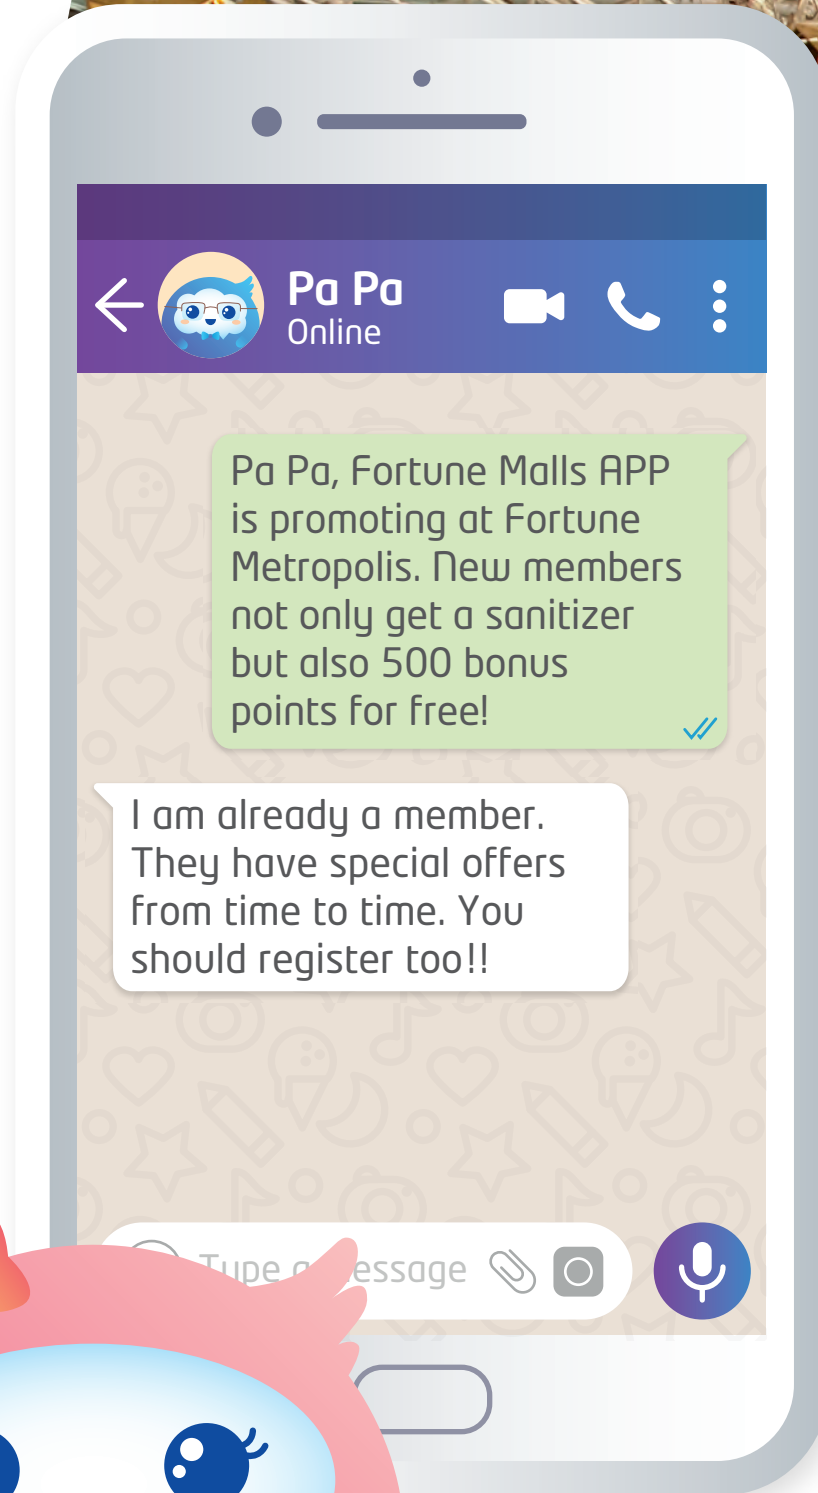 Pa Pa
Online
Pa Pa, Fortune Malls APP
is promoting at Fortune
Metropolis. New members
not only get a sanitizer
but also 500 bonus
points for free!
I am already a member.
They have special offers
from time to time. You
should register too!!
Type a message